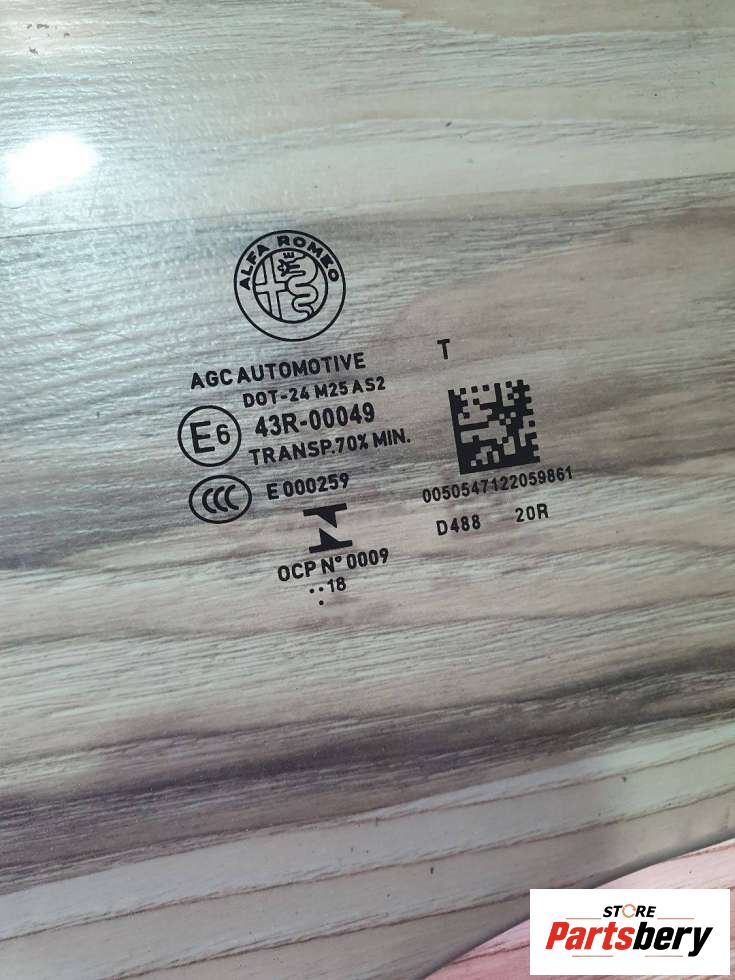 ALFA ROMEO
AGC AUTOMOTIVE
DOT-24 M25 AS2
E6 43R-00049
TRANSP.70% MIN.
CCC E 000259
OCP N° 0009
..18
.
T
0050547122059861
D488 20R
STORE
Partsbery